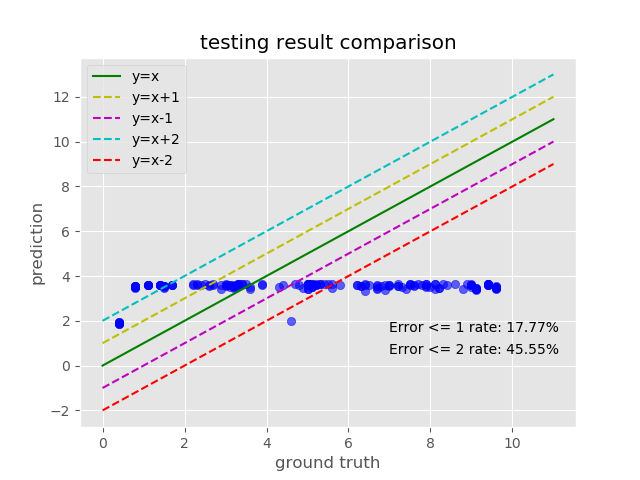 testing result comparison
y=x
y=x+1
y=x-1
y=x+2
y=x-2
12
10
8
6
4
2
0
−2
prediction
Error <= 1 rate: 17.77%
Error <= 2 rate: 45.55%
0 2 4 6 8 10
ground truth